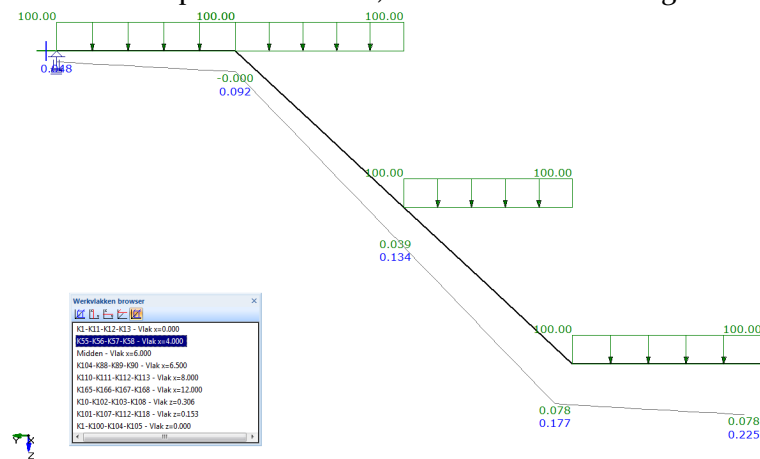 100.00
100.00
0.048
-0.000
0.092
100.00
100.00
0.039
0.134
100.00
100.00
0.078
0.177
0.078
0.225
Werkvlakken browser
K1-K11-K12-K13 - Vlak x=0.000
K55-K56-K57-K58 - Vlak x=4.000
Midden - Vlak x=6.000
K104-K88-K89-K90 - Vlak x=6.500
K110-K111-K112-K113 - Vlak x=8.000
K165-K166-K167-K168 - Vlak x=12.000
K10-K102-K103-K108 - Vlak z=0.306
K101-K107-K112-K118 - Vlak z=0.153
K1-K100-K104-K105 - Vlak z=0.000
Y X
Z